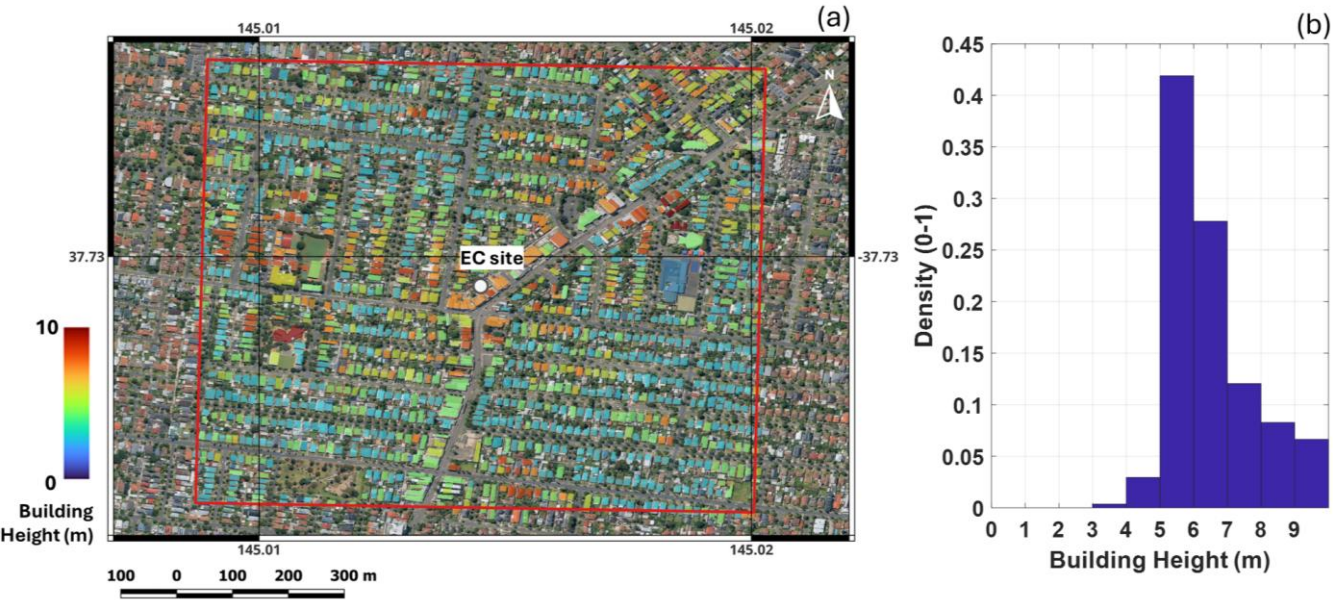 (a)
145.01 145.02
N
EC site
37.73 -37.73
10
0
Building
Height (m)
145.01 145.02
100 0 100 200 300 m
(b)
0.45
0.4
0.35
0.3
0.25
0.2
0.15
0.1
0.05
0
Density (0-1)
0 1 2 3 4 5 6 7 8 9
Building Height (m)